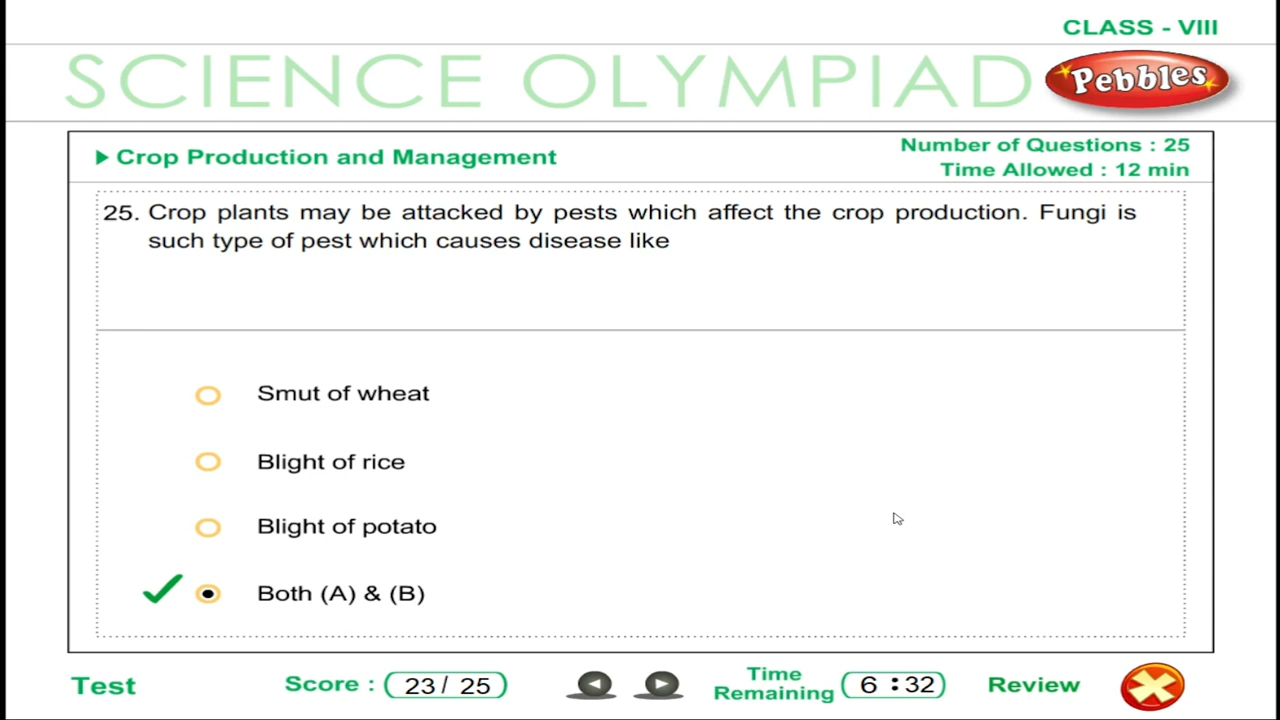 CLASS - VIII
SCIENCE OLYMPIAD
Pebbles
Crop Production and Management
Number of Questions : 25
Time Allowed : 12 min
25. Crop plants may be attacked by pests which affect the crop production. Fungi is
such type of pest which causes disease like
Smut of wheat
Blight of rice
Blight of potato
Both (A) & (B)
Test
Score : 23 / 25
Time
Remaining
6 : 32
Review